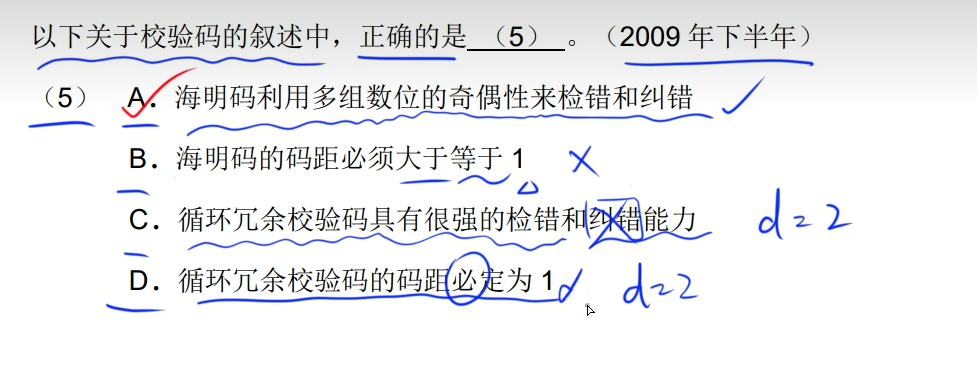 以下关于校验码的叙述中，正确的是 （5） 。（2009 年下半年）
（5） A．海明码利用多组数位的奇偶性来检错和纠错
B．海明码的码距必须大于等于 1 ×
C．循环冗余校验码具有很强的检错和纠错能力 d=2
D．循环冗余校验码的码距必定为 1 d=2